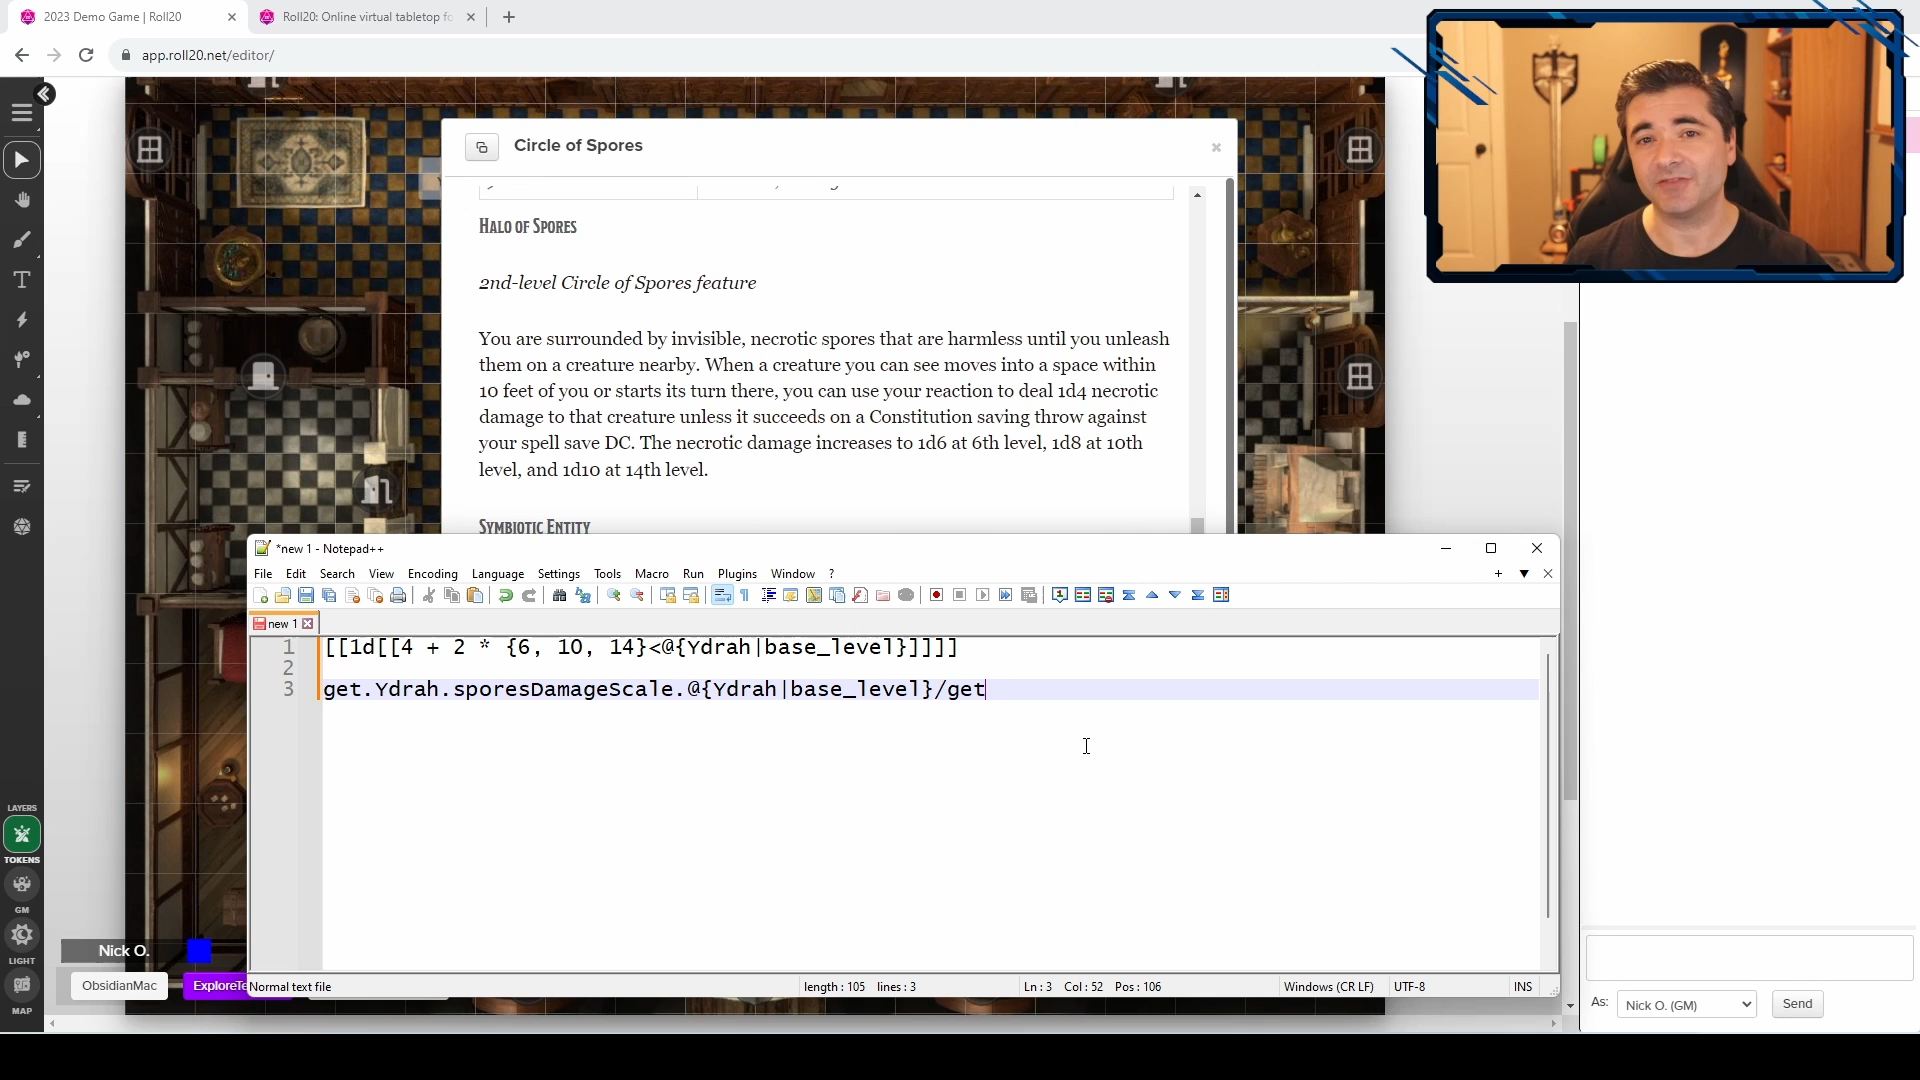 2023 Demo Game | Roll20
Roll20: Online virtual tabletop fo
app.roll20.net/editor/
Circle of Spores
Halo of Spores
2nd-level Circle of Spores feature
You are surrounded by invisible, necrotic spores that are harmless until you unleash
them on a creature nearby. When a creature you can see moves into a space within
10 feet of you or starts its turn there, you can use your reaction to deal 1d4 necrotic
damage to that creature unless it succeeds on a Constitution saving throw against
your spell save DC. The necrotic damage increases to 1d6 at 6th level, 1d8 at 10th
level, and 1d10 at 14th level.
Symbiotic Entity
*new 1 - Notepad++
File Edit Search View Encoding Language Settings Tools Macro Run Plugins Window ?
new 1
1 [[1d[[4 + 2 * {6, 10, 14}<@{Ydrah|base_level}]]]]
2
3 get.Ydrah.sporesDamageScale.@{Ydrah|base_level}/get
Normal text file length : 105 lines : 3 Ln : 3 Col : 52 Pos : 106 Windows (CR LF) UTF-8 INS
LAYERS
TOKENS
GM
LIGHT
MAP
Nick O.
ObsidianMac
ExploreTe
As: Nick O. (GM) Send